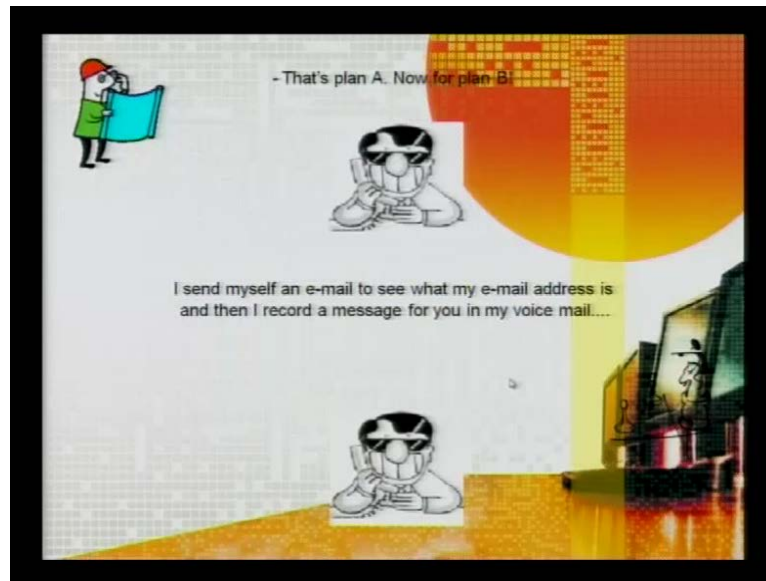 - That's plan A. Now for plan B!
I send myself an e-mail to see what my e-mail address is
and then I record a message for you in my voice mail....